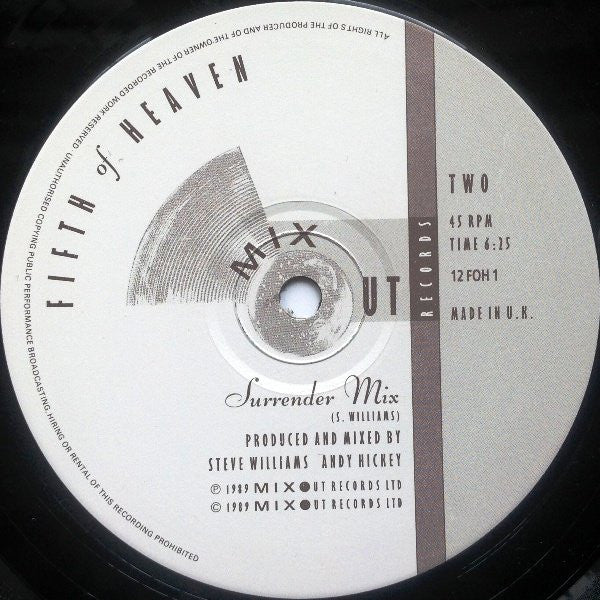 ALL RIGHTS OF THE PRODUCER AND OF THE OWNER OF THE RECORDED WORK RESERVED UNAUTHORISED COPYING PUBLIC PERFORMANCE BROADCASTING. HIRING OR RENTAL OF THIS RECORDING PROHIBITED
FIFTH of HEAVEN
MIX
UT
RECORDS
TWO
45 RPM
TIME 6:25
12 FOH 1
MADE IN U.K.
Surrender Mix
(S. WILLIAMS)
PRODUCED AND MIXED BY
STEVE WILLIAMS ANDY HICKEY
℗ 1989 MIX●UT RECORDS LTD
© 1989 MIX●UT RECORDS LTD